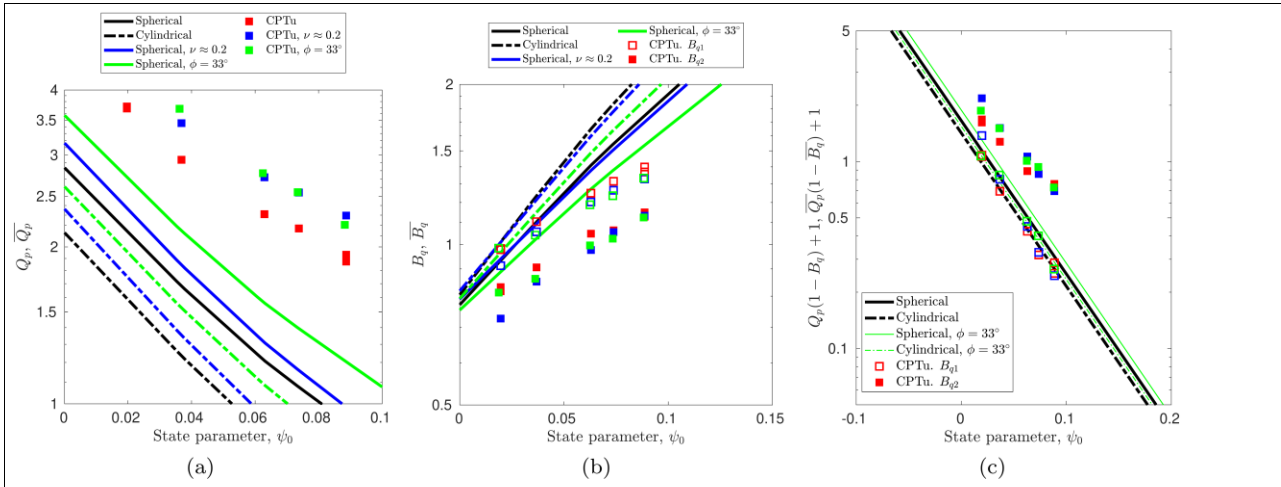 Spherical
Cylindrical
Spherical, ν ≈ 0.2
Spherical, ϕ = 33°
CPTu
CPTu, ν ≈ 0.2
CPTu, ϕ = 33°
4
3.5
3
2.5
2
1.5
1
Q_p, \overline{Q_p}
0
0.02
0.04
0.06
0.08
0.1
State parameter, ψ_0
(a)
Spherical
Cylindrical
Spherical, ν ≈ 0.2
Spherical, ϕ = 33°
CPTu. B_{q1}
CPTu. B_{q2}
2
1.5
1
0.5
B_q, \overline{B_q}
0
0.05
0.1
0.15
State parameter, ψ_0
(b)
5
1
0.5
0.1
Q_p(1 − B_q) + 1, \overline{Q_p}(1 − \overline{B_q}) + 1
Spherical
Cylindrical
Spherical, ϕ = 33°
Cylindrical, ϕ = 33°
CPTu. B_{q1}
CPTu. B_{q2}
-0.1
0
0.1
0.2
State parameter, ψ_0
(c)